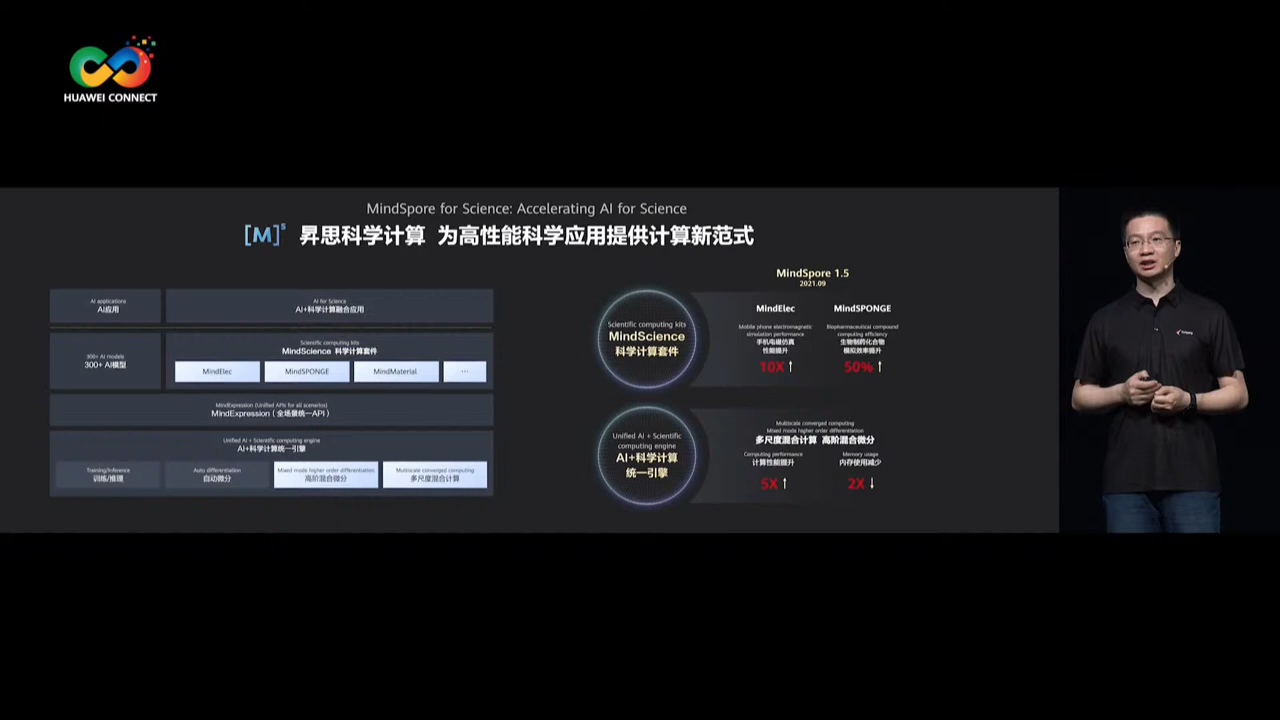 HUAWEI CONNECT
MindSpore for Science: Accelerating AI for Science
[M]s 昇思科学计算 为高性能科学应用提供计算新范式
AI applications
AI应用
AI for Science
AI+科学计算融合应用
300+ AI models
300+ AI模型
Scientific computing kits
MindScience 科学计算套件
MindElec
MindSPONGE
MindMaterial
...
MindExpression (Unified APIs for all scenarios)
MindExpression（全场景统一API）
Unified AI + Scientific computing engine
AI+科学计算统一引擎
Training/Inference
训练/推理
Auto differentiation
自动微分
Mixed mode higher order differentiation
高阶混合微分
Multiscale converged computing
多尺度混合计算
MindSpore 1.5
2021.09
Scientific computing kits
MindScience
科学计算套件
MindElec
Mobile phone electromagnetic
simulation performance
手机电磁仿真
性能提升
10X ↑
MindSPONGE
Biopharmaceutical compound
computing efficiency
生物制药化合物
模拟效率提升
50% ↑
Unified AI + Scientific
computing engine
AI+科学计算
统一引擎
Multiscale converged computing
Mixed mode higher order differentiation
多尺度混合计算 高阶混合微分
Computing performance
计算性能提升
5X ↑
Memory usage
内存使用减少
2X ↓